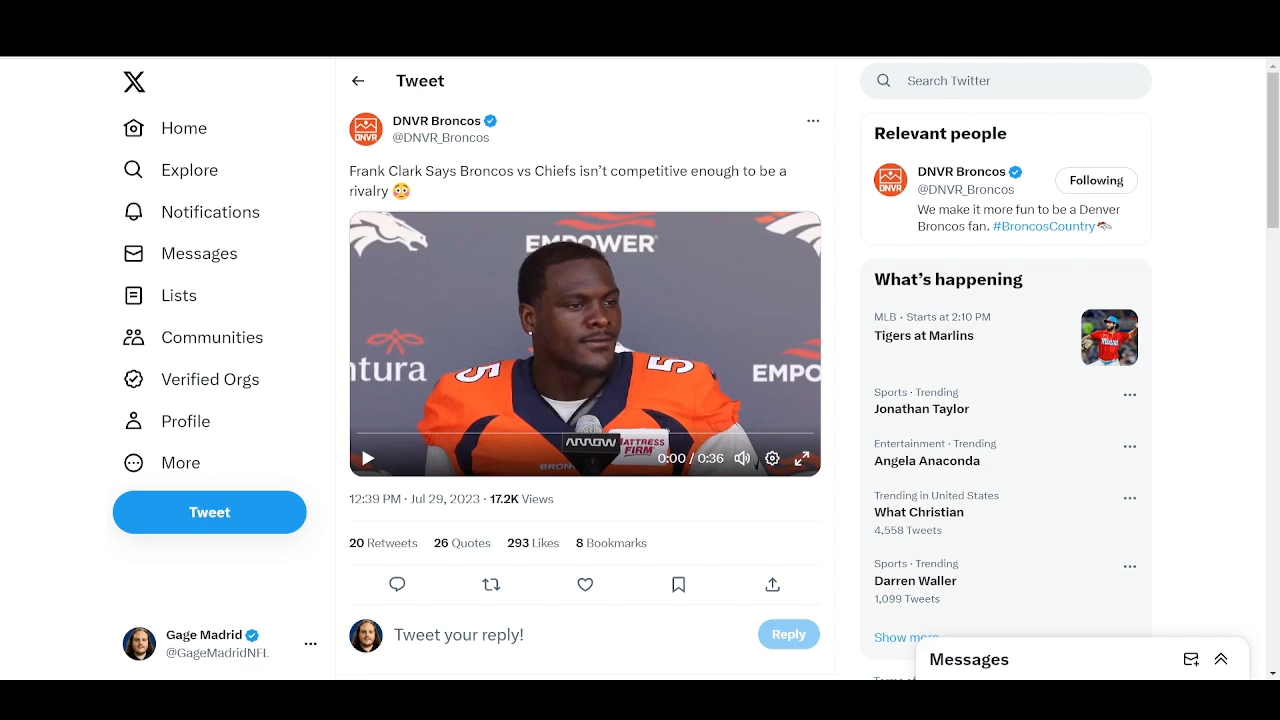 Home
Explore
Notifications
Messages
Lists
Communities
Verified Orgs
Profile
More
Tweet
Gage Madrid
@GageMadridNFL
Tweet
DNVR Broncos
@DNVR_Broncos
Frank Clark Says Broncos vs Chiefs isn't competitive enough to be a
rivalry 😳
EMPOWER
ntura
EMPO
5
5
ARROW
MATTRESS
FIRM
BRON
0:00 / 0:36
12:39 PM · Jul 29, 2023 · 17.2K Views
20 Retweets 26 Quotes 293 Likes 8 Bookmarks
Tweet your reply!
Reply
Search Twitter
Relevant people
DNVR Broncos
@DNVR_Broncos
Following
We make it more fun to be a Denver
Broncos fan. #BroncosCountry
What's happening
MLB · Starts at 2:10 PM
Tigers at Marlins
Sports · Trending
Jonathan Taylor
Entertainment · Trending
Angela Anaconda
Trending in United States
What Christian
4,558 Tweets
Sports · Trending
Darren Waller
1,099 Tweets
Show more
Messages